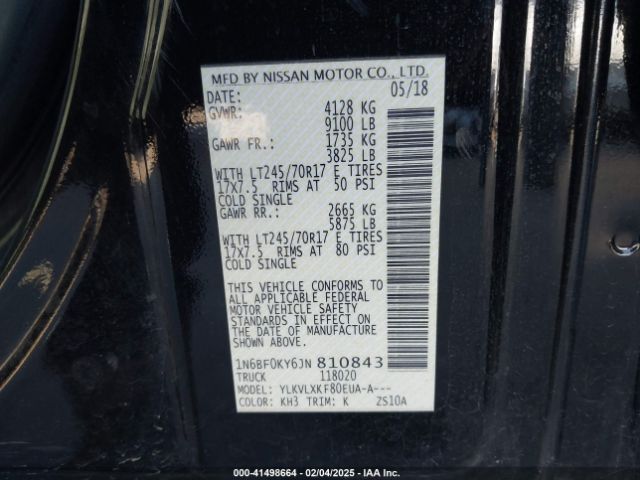 MFD BY NISSAN MOTOR CO., LTD.
DATE: 05/18
GVWR: 4128 KG
9100 LB
GAWR FR.: 1735 KG
3825 LB
WITH LT245/70R17 E TIRES
17X7.5 RIMS AT 50 PSI
COLD SINGLE
GAWR RR.: 2665 KG
5875 LB
WITH LT245/70R17 E TIRES
17X7.5 RIMS AT 80 PSI
COLD SINGLE
THIS VEHICLE CONFORMS TO
ALL APPLICABLE FEDERAL
MOTOR VEHICLE SAFETY
STANDARDS IN EFFECT ON
THE DATE OF MANUFACTURE
SHOWN ABOVE.
1N6BF0KY6JN 810843
TRUCK 118020
MODEL: YLKVLXKF80EUA-A---
COLOR: KH3 TRIM: K ZS10A
000-41498664 - 02/04/2025 - IAA Inc.